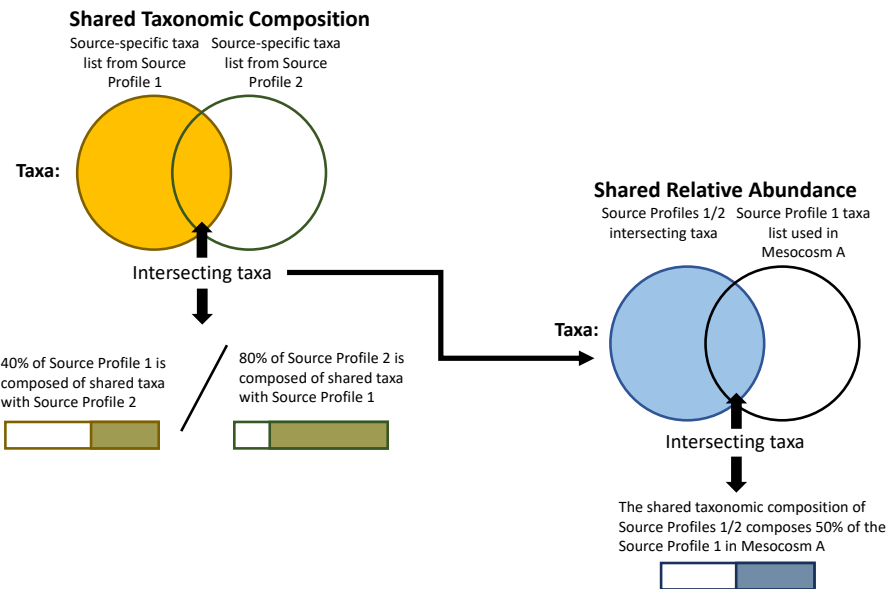 Shared Taxonomic Composition
Source-specific taxa
list from Source
Profile 1
Source-specific taxa
list from Source
Profile 2
Taxa:
Intersecting taxa
40% of Source Profile 1 is
composed of shared taxa
with Source Profile 2
80% of Source Profile 2 is
composed of shared taxa
with Source Profile 1
Shared Relative Abundance
Source Profiles 1/2
intersecting taxa
Source Profile 1 taxa
list used in
Mesocosm A
Taxa:
Intersecting taxa
The shared taxonomic composition of
Source Profiles 1/2 composes 50% of the
Source Profile 1 in Mesocosm A